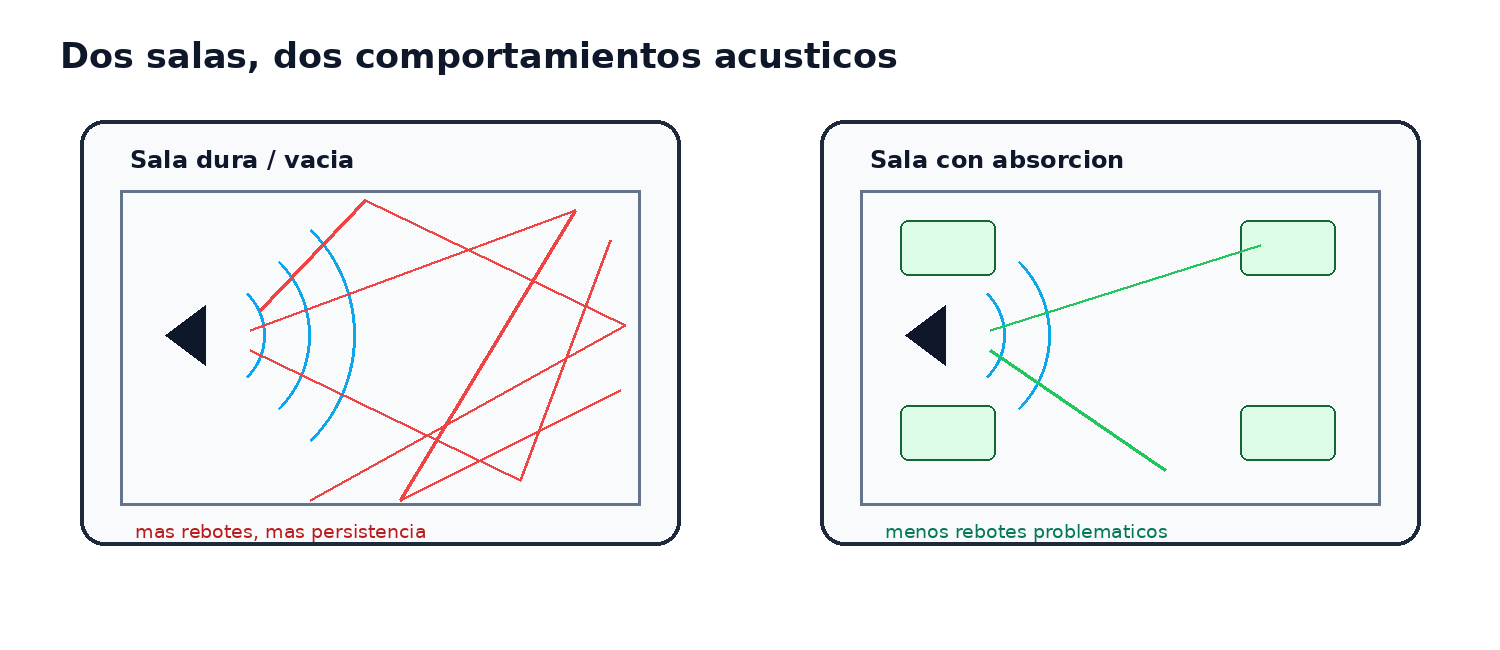 Dos salas, dos comportamientos acusticos
Sala dura / vacia
mas rebotes, mas persistencia
Sala con absorcion
menos rebotes problematicos